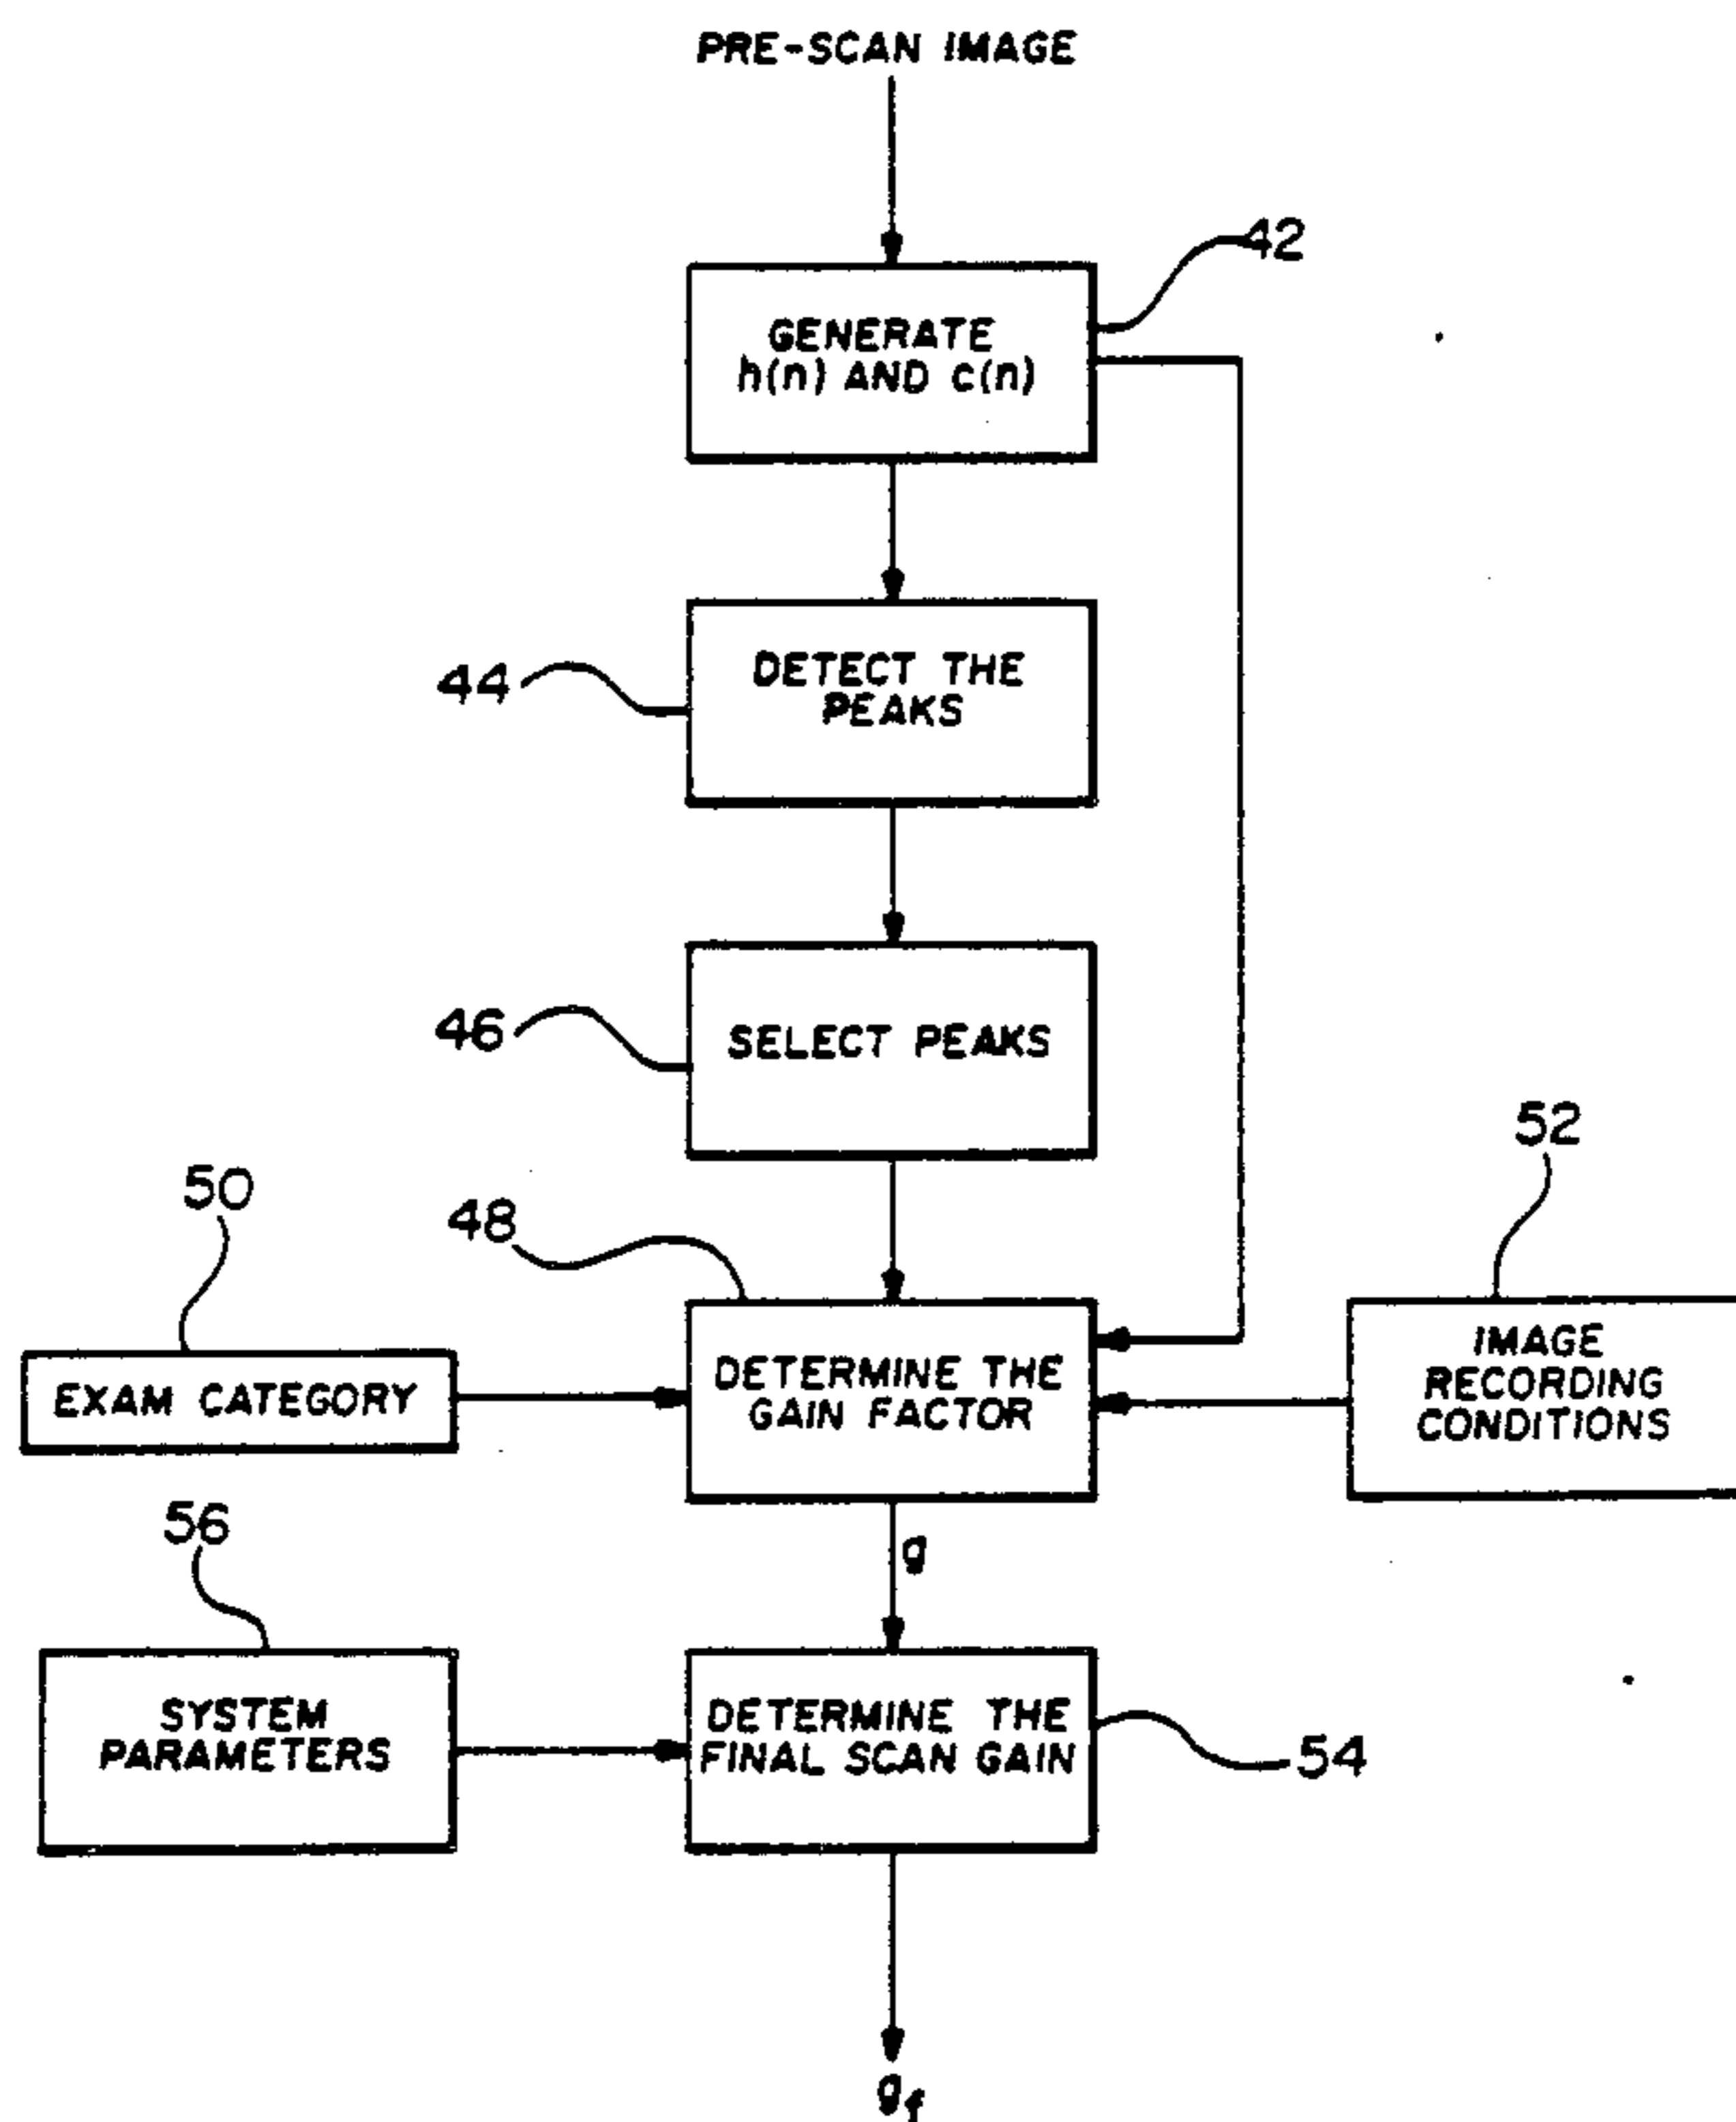 PRE-SCAN IMAGE
42
GENERATE
h(n) AND c(n)
44
DETECT THE
PEAKS
46
SELECT PEAKS
52
50
48
IMAGE
RECORDING
CONDITIONS
EXAM CATEGORY
DETERMINE THE
GAIN FACTOR
56
g
SYSTEM
PARAMETERS
DETERMINE THE
FINAL SCAN GAIN
54
gf